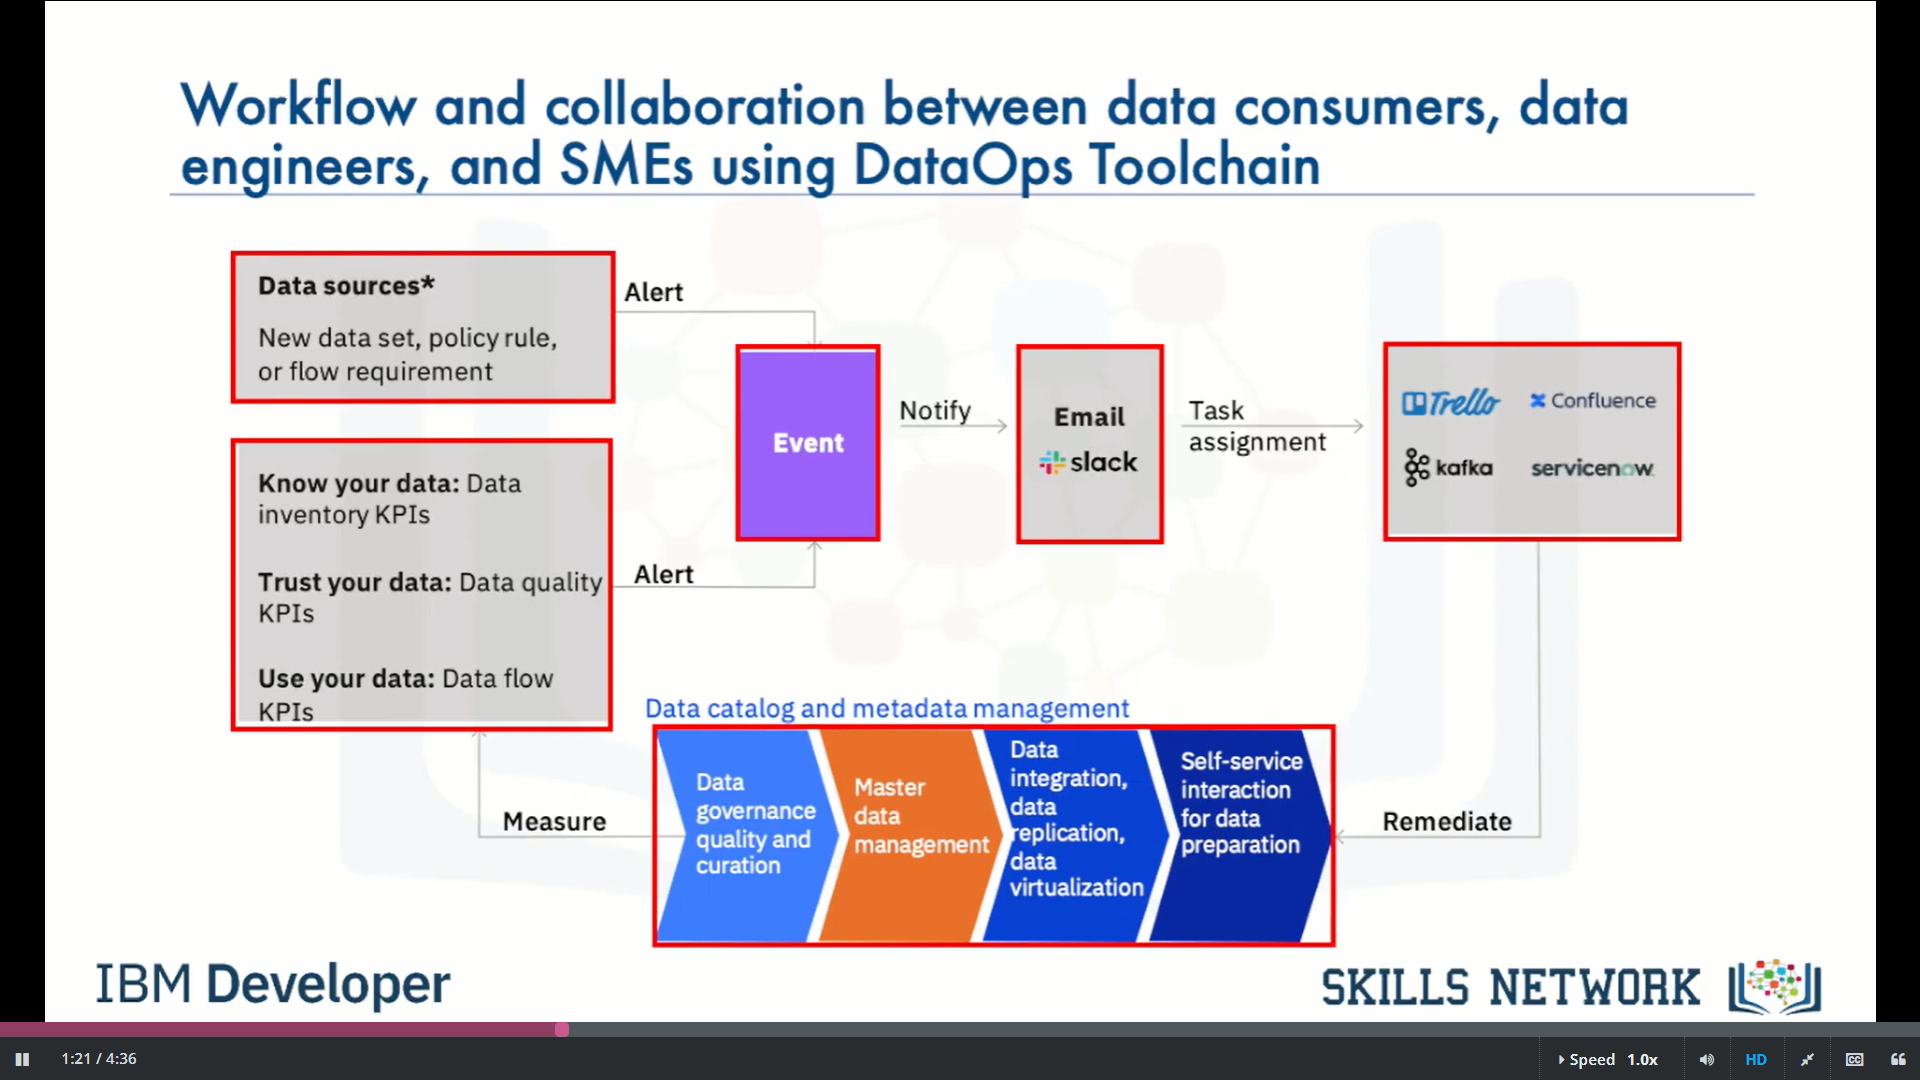 Workflow and collaboration between data consumers, data
engineers, and SMEs using DataOps Toolchain
Data sources*
New data set, policy rule,
or flow requirement
Alert
Know your data: Data
inventory KPIs
Trust your data: Data quality
KPIs
Use your data: Data flow
KPIs
Alert
Event
Notify
Email
slack
Task
assignment
Trello
Confluence
kafka
servicenow
Data catalog and metadata management
Data
governance
quality and
curation
Master
data
management
Data
integration,
data
replication,
data
virtualization
Self-service
interaction
for data
preparation
Measure
Remediate
IBM Developer
SKILLS NETWORK
1:21 / 4:36
Speed 1.0x
HD
CC